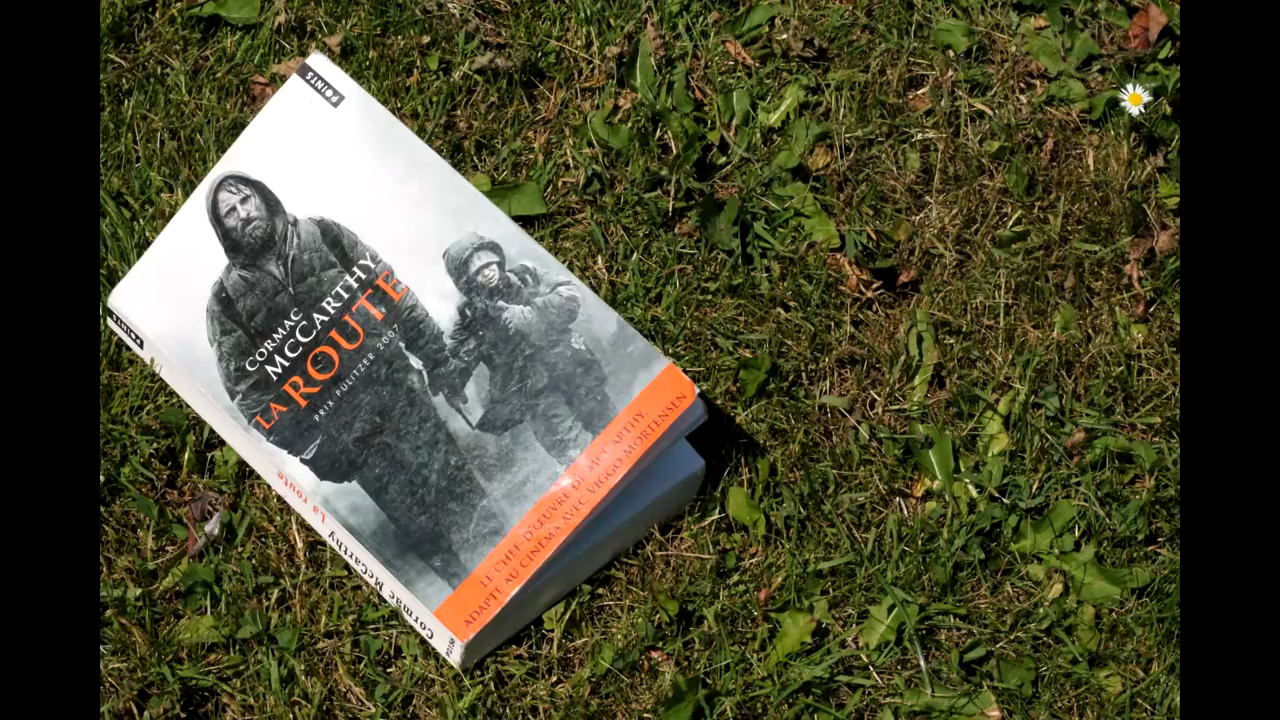 POINTS
CORMAC
MCCARTHY
LA ROUTE
PRIX PULITZER 2007
LE CHEF-D'ŒUVRE DE MCCARTHY,
ADAPTÉ AU CINÉMA AVEC VIGGO MORTENSEN
POINTS
La route
Cormac McCarthy